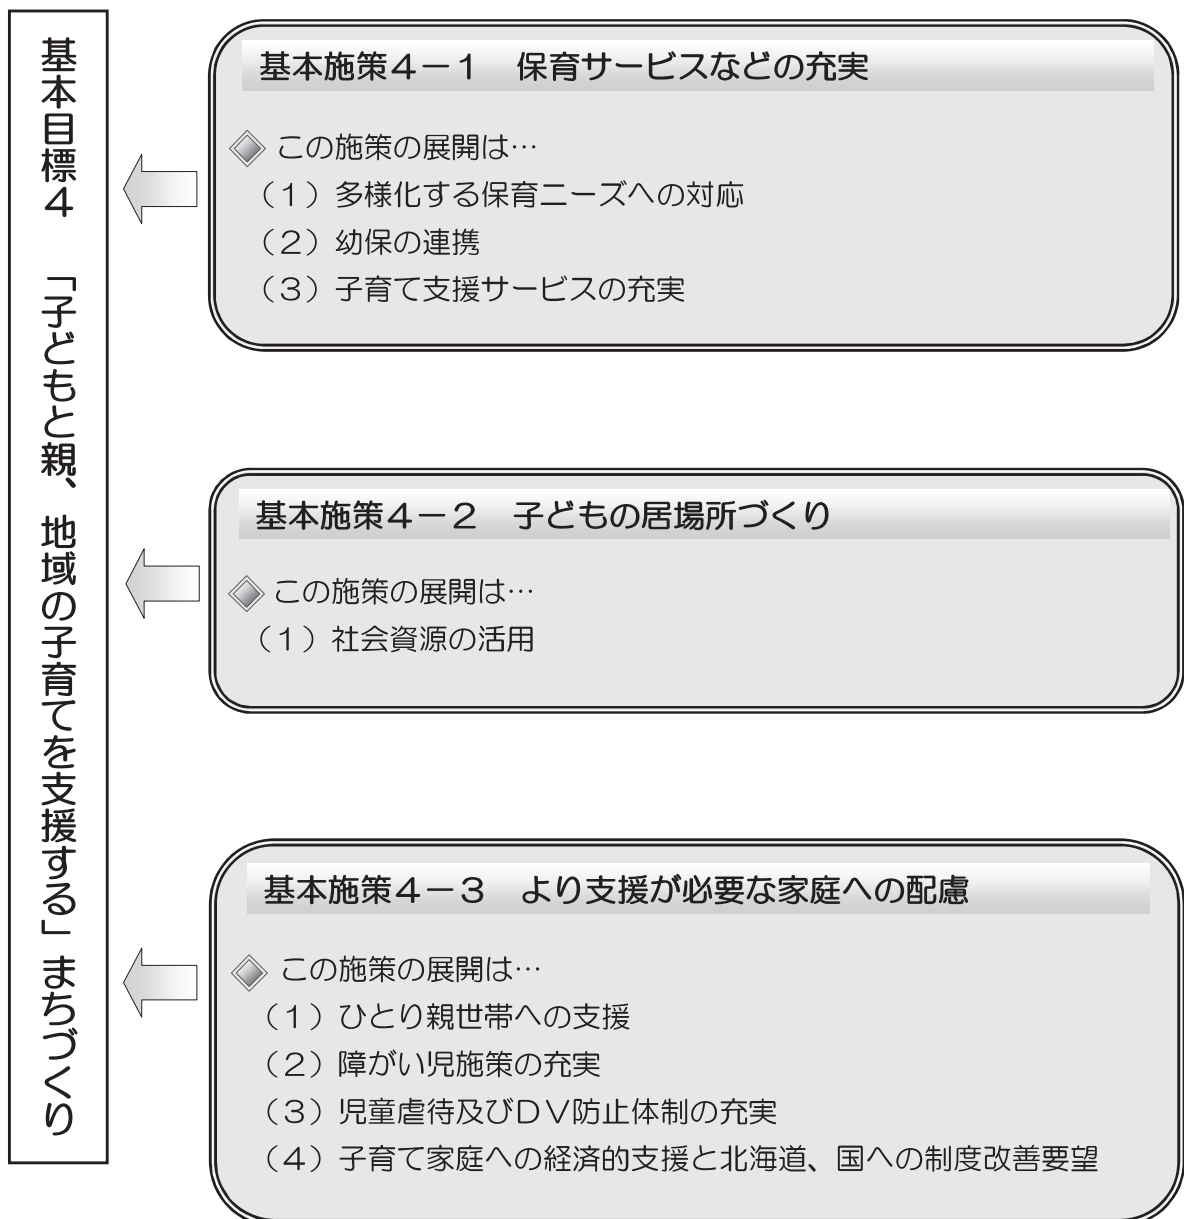 基本目標４　「子どもと親、地域の子育てを支援する」まちづくり
基本施策４－１　保育サービスなどの充実
この施策の展開は…
（１）多様化する保育ニーズへの対応
（２）幼保の連携
（３）子育て支援サービスの充実
基本施策４－２　子どもの居場所づくり
この施策の展開は…
（１）社会資源の活用
基本施策４－３　より支援が必要な家庭への配慮
この施策の展開は…
（１）ひとり親世帯への支援
（２）障がい児施策の充実
（３）児童虐待及びＤＶ防止体制の充実
（４）子育て家庭への経済的支援と北海道、国への制度改善要望